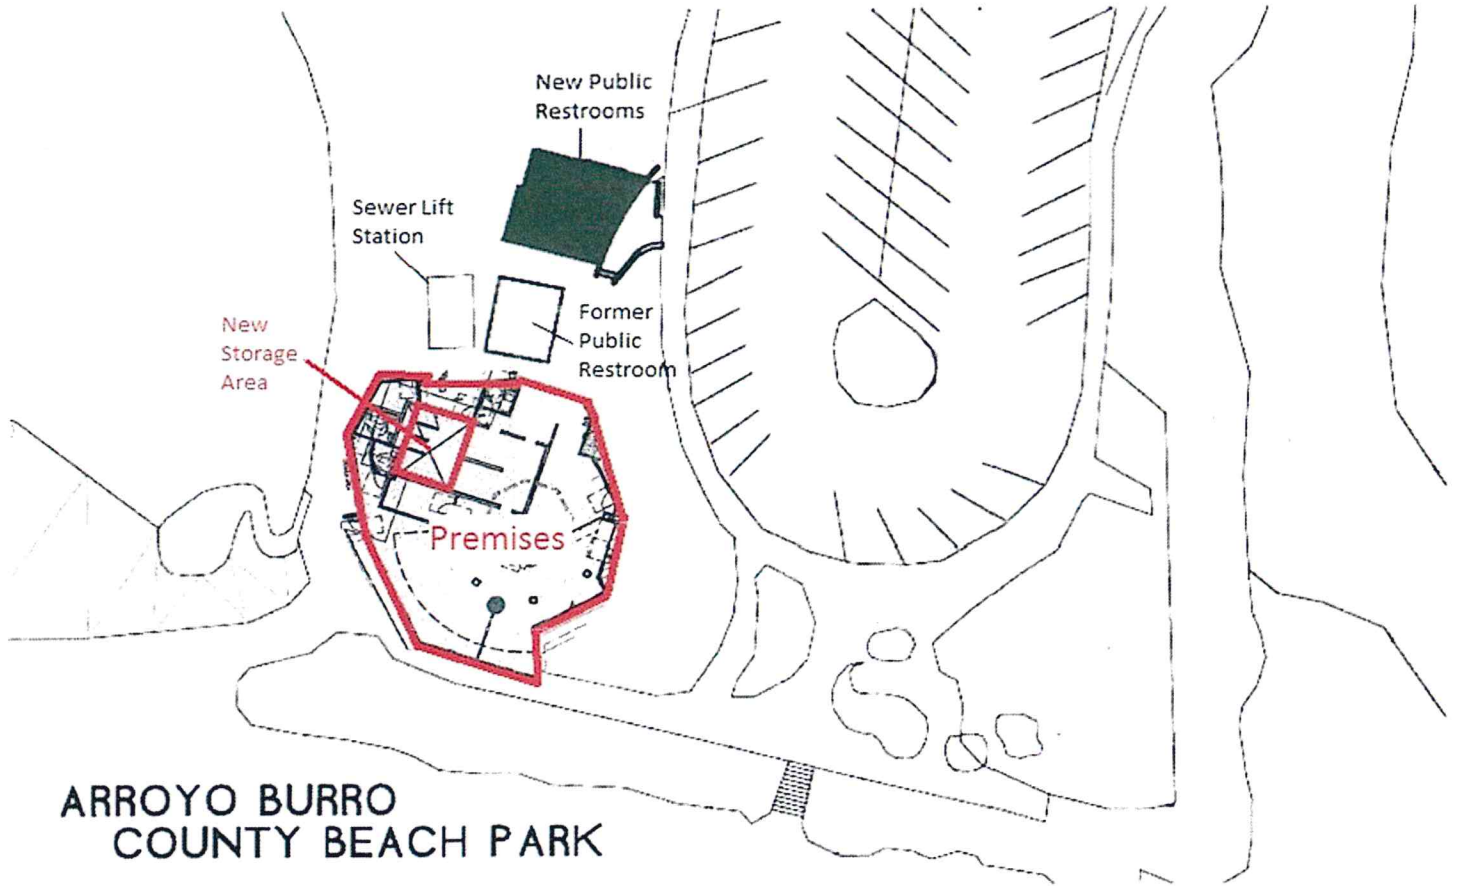 New Public
Restrooms
Sewer Lift
Station
Former
Public
Restroom
New
Storage
Area
Premises
ARROYO BURRO
COUNTY BEACH PARK